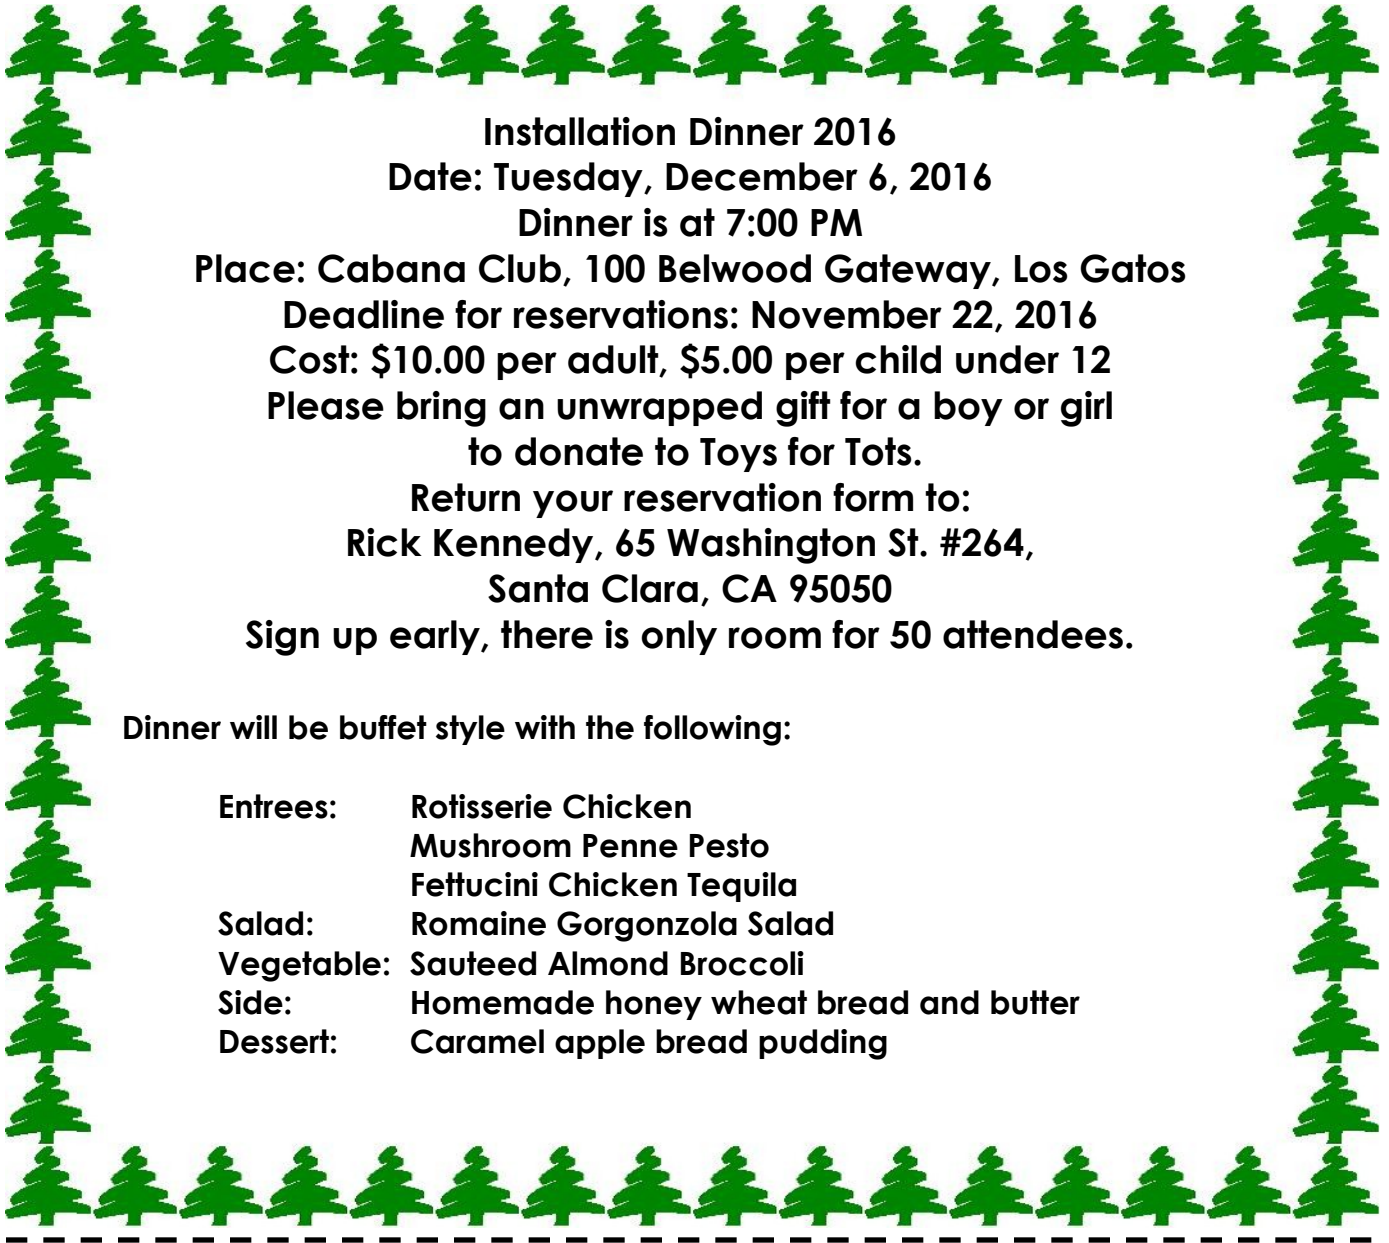 Installation Dinner 2016
Date: Tuesday, December 6, 2016
Dinner is at 7:00 PM
Place: Cabana Club, 100 Belwood Gateway, Los Gatos
Deadline for reservations: November 22, 2016
Cost: $10.00 per adult, $5.00 per child under 12
Please bring an unwrapped gift for a boy or girl
to donate to Toys for Tots.
Return your reservation form to:
Rick Kennedy, 65 Washington St. #264,
Santa Clara, CA 95050
Sign up early, there is only room for 50 attendees.
Dinner will be buffet style with the following:
Entrees: Rotisserie Chicken
Mushroom Penne Pesto
Fettucini Chicken Tequila
Salad: Romaine Gorgonzola Salad
Vegetable: Sauteed Almond Broccoli
Side: Homemade honey wheat bread and butter
Dessert: Caramel apple bread pudding